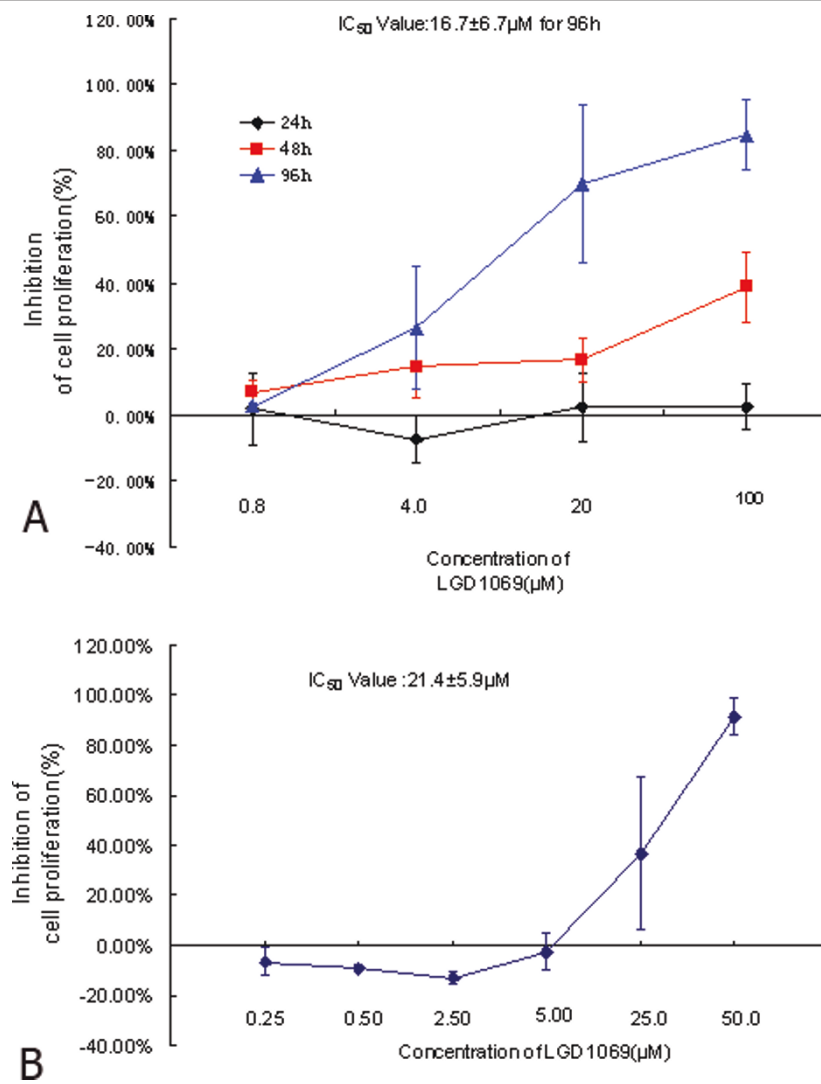 IC50 Value:16.7±6.7μM for 96h
120.00%
100.00%
80.00%
60.00%
40.00%
20.00%
0.00%
-20.00%
-40.00%
24h
48h
96h
Inhibition
of cell proliferation(%)
0.8
4.0
20
100
A
Concentration of
LGD1069(μM)
120.00%
100.00%
80.00%
60.00%
40.00%
20.00%
0.00%
-20.00%
-40.00%
IC50 Value :21.4±5.9μM
Inhibition of
cell proliferation(%)
0.25
0.50
2.50
5.00
25.0
50.0
B
Concentration of LGD1069(μM)